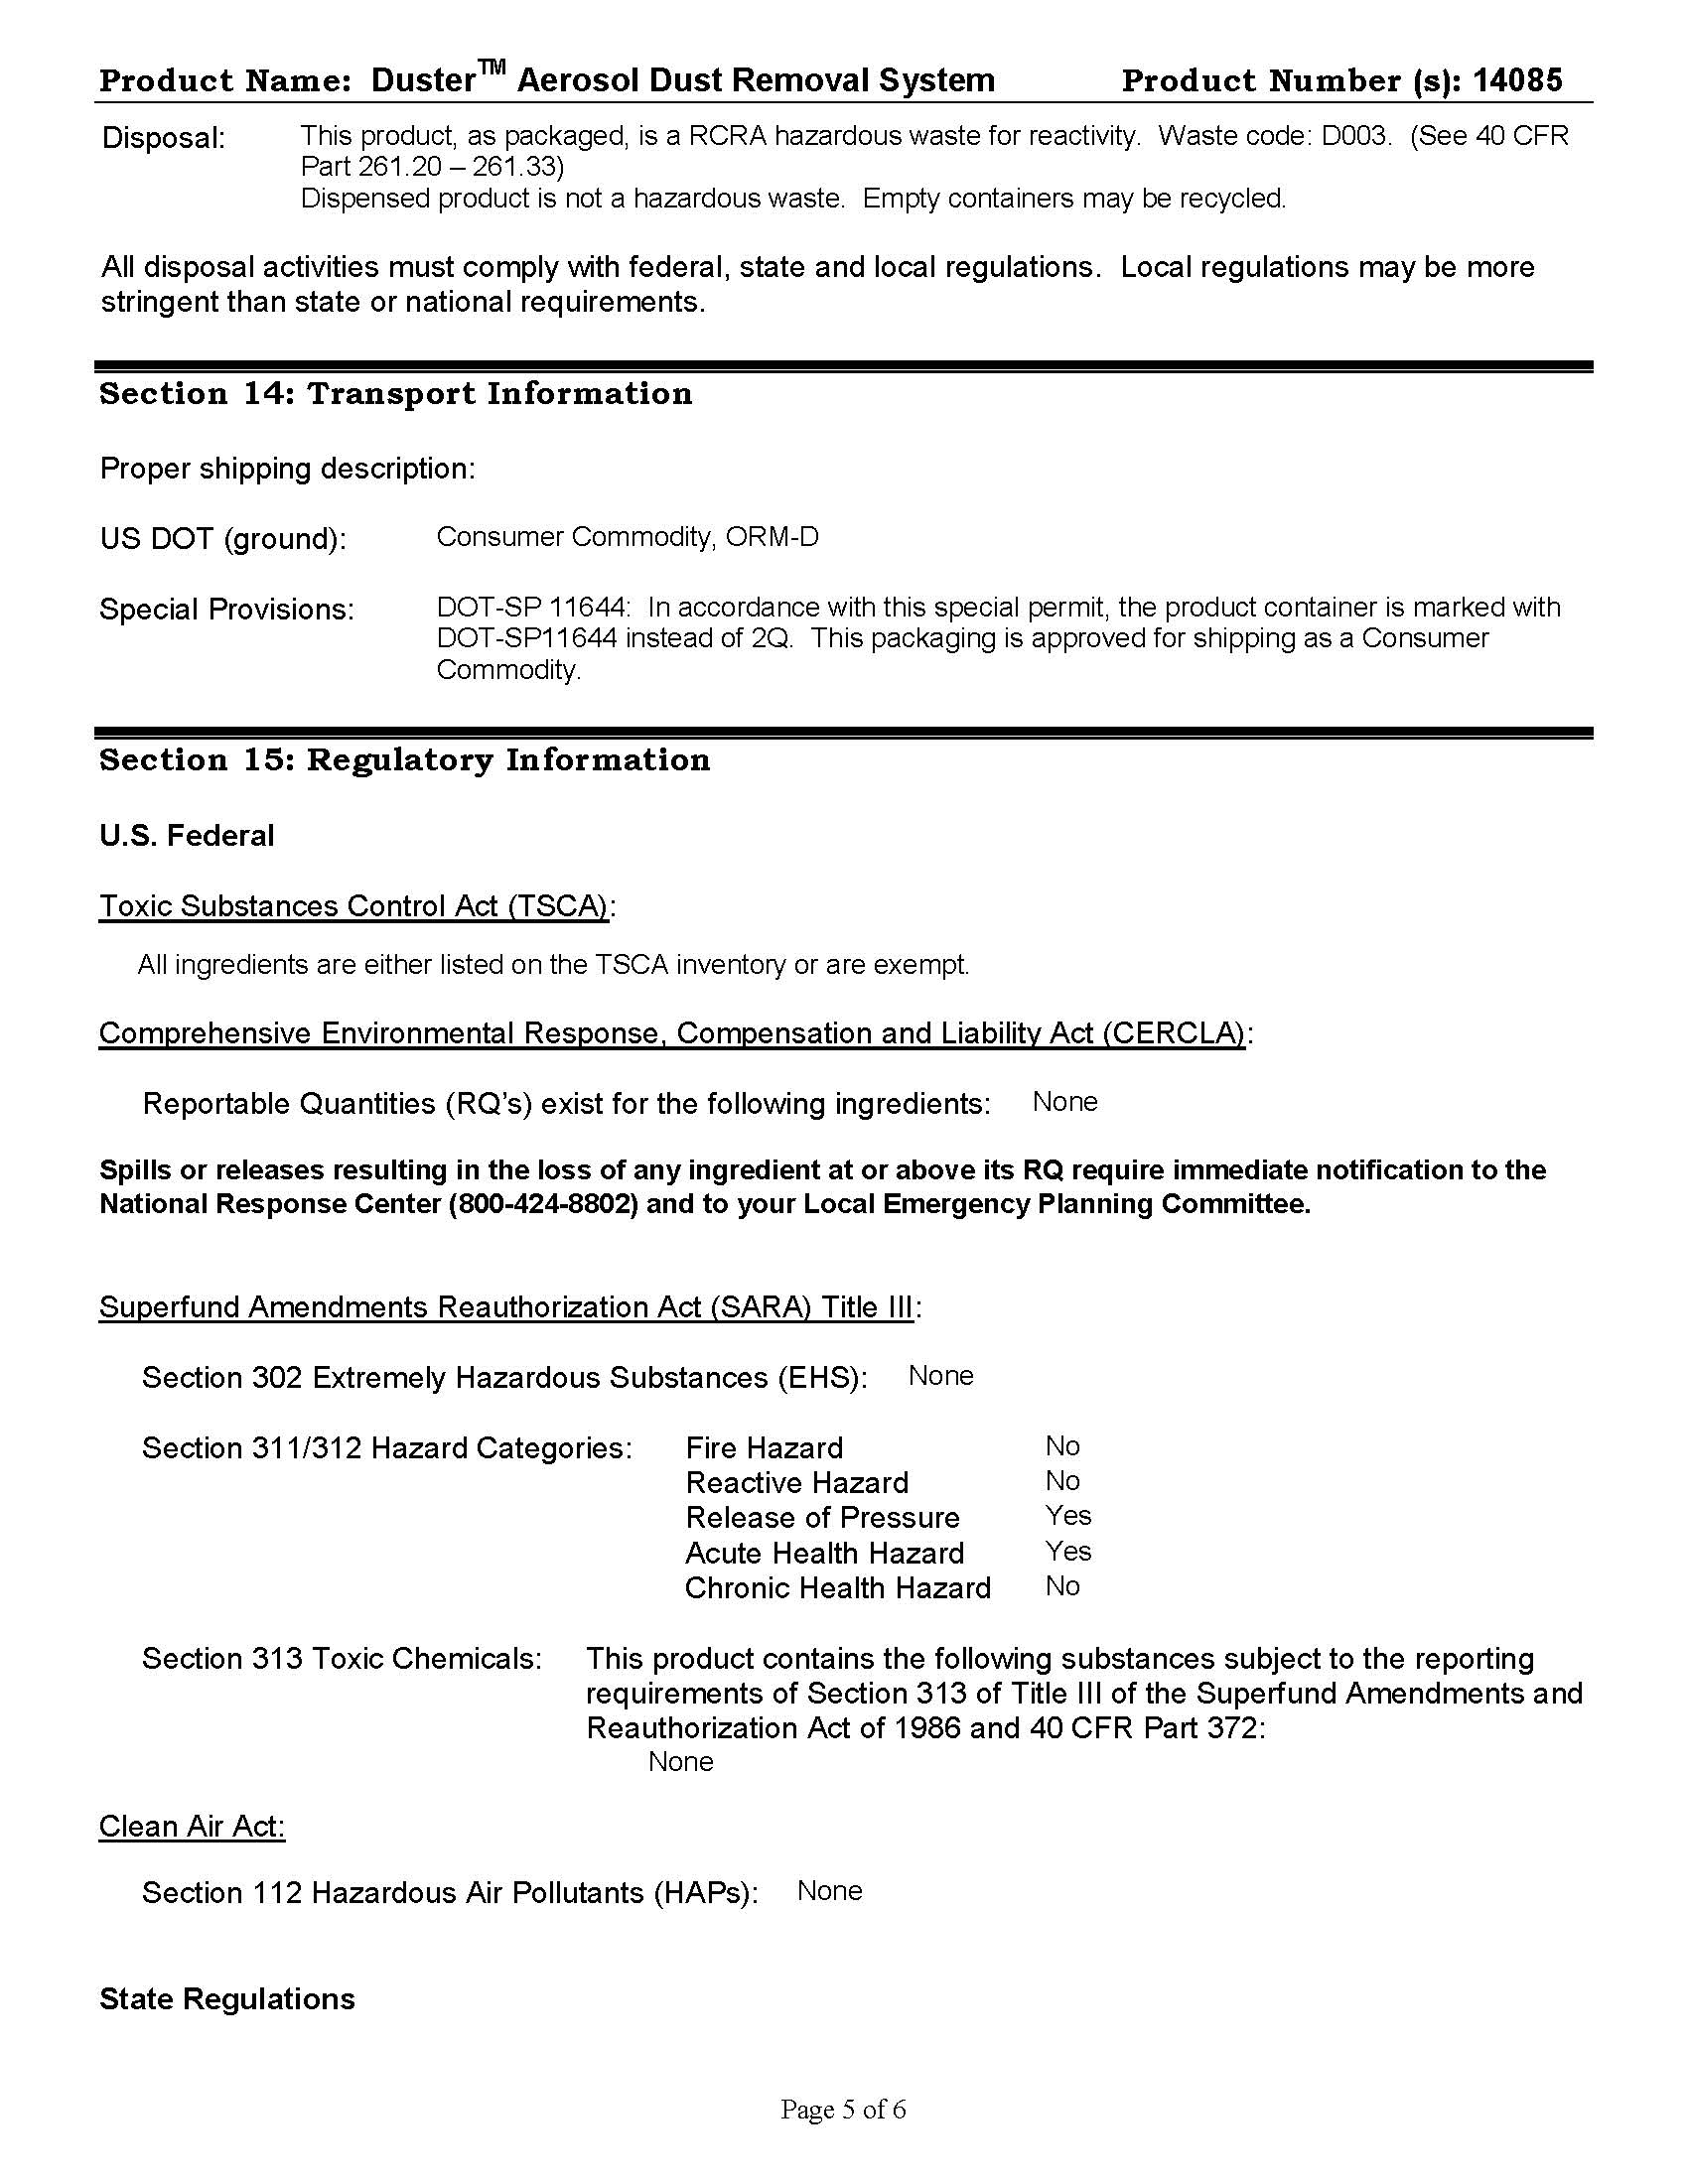 Product Name: Duster™ Aerosol Dust Removal System Product Number (s): 14085
Disposal: This product, as packaged, is a RCRA hazardous waste for reactivity. Waste code: D003. (See 40 CFR
Part 261.20 – 261.33)
Dispensed product is not a hazardous waste. Empty containers may be recycled.
All disposal activities must comply with federal, state and local regulations. Local regulations may be more
stringent than state or national requirements.
Section 14: Transport Information
Proper shipping description:
US DOT (ground): Consumer Commodity, ORM-D
Special Provisions: DOT-SP 11644: In accordance with this special permit, the product container is marked with
DOT-SP11644 instead of 2Q. This packaging is approved for shipping as a Consumer
Commodity.
Section 15: Regulatory Information
U.S. Federal
Toxic Substances Control Act (TSCA):
All ingredients are either listed on the TSCA inventory or are exempt.
Comprehensive Environmental Response, Compensation and Liability Act (CERCLA):
Reportable Quantities (RQ's) exist for the following ingredients: None
Spills or releases resulting in the loss of any ingredient at or above its RQ require immediate notification to the
National Response Center (800-424-8802) and to your Local Emergency Planning Committee.
Superfund Amendments Reauthorization Act (SARA) Title III:
Section 302 Extremely Hazardous Substances (EHS): None
Section 311/312 Hazard Categories: Fire Hazard No
Reactive Hazard No
Release of Pressure Yes
Acute Health Hazard Yes
Chronic Health Hazard No
Section 313 Toxic Chemicals: This product contains the following substances subject to the reporting
requirements of Section 313 of Title III of the Superfund Amendments and
Reauthorization Act of 1986 and 40 CFR Part 372:
None
Clean Air Act:
Section 112 Hazardous Air Pollutants (HAPs): None
State Regulations
Page 5 of 6